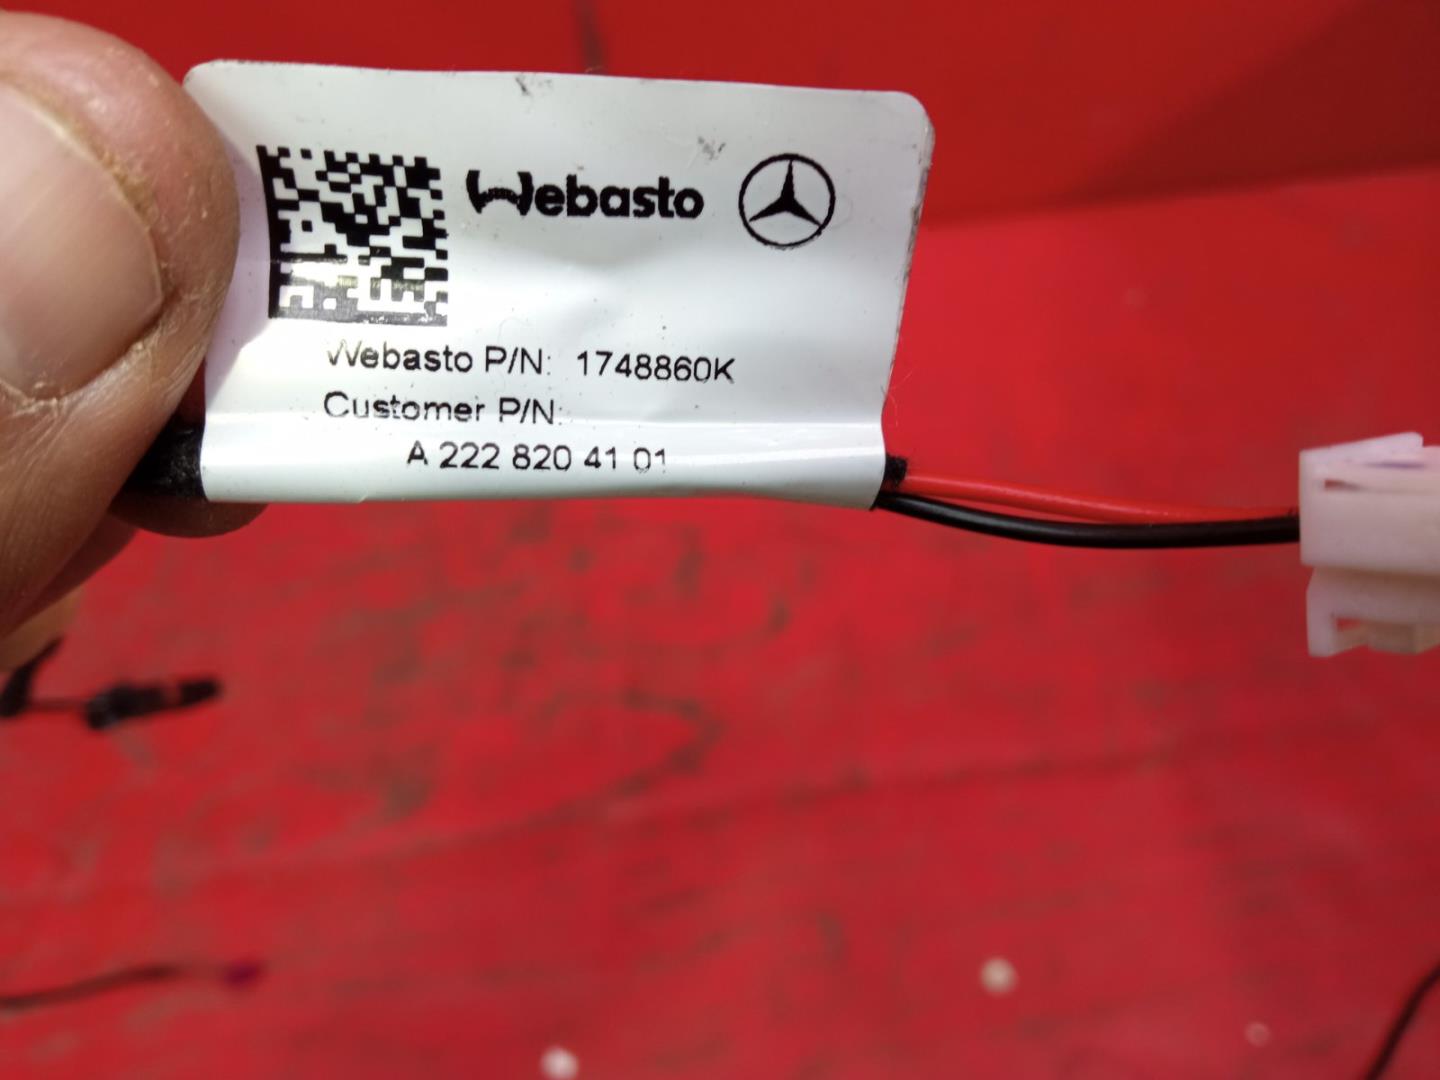 Webasto
Webasto P/N: 1748860K
Customer P/N:
A 222 820 41 01